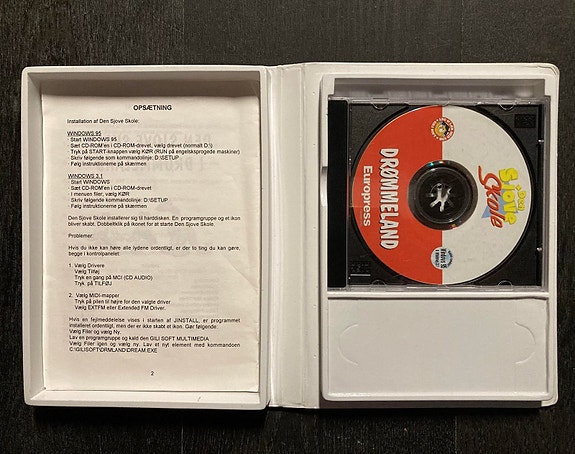 OPSÆTNING
Installation af Den Sjove Skole:
WINDOWS 95
Start WINDOWS 95
Sæt CD-ROM'en i CD-ROM-drevet, vælg drevet (normalt D:\)
Tryk på START-knappen vælg KØR (RUN på engelsksprogede maskiner)
Skriv følgende som kommandolinje: D:\SETUP
Følg instruktionerne på skærmen
WINDOWS 3.1
Start WINDOWS
Sæt CD-ROM'en i CD-ROM-drevet
I menuen filer, vælg KØR
Skriv følgende som kommandolinje: D:\SETUP
Følg instruktionerne på skærmen
Den Sjove Skole installerer sig til harddisken. En programgruppe og et ikon
bliver skabt. Dobbeltklik på ikonet for at starte Den Sjove Skole.
Problemer:
Hvis du ikke kan høre alle lydene ordentligt, er der to ting du kan gøre,
begge i kontrolpanelet:
1. Vælg Drivere
Vælg Tilføj
Tryk en gang på MCI (CD AUDIO)
Tryk på TILFØJ
2. Vælg MIDI-mapper
Tryk på pilen til højre for den valgte driver
Vælg EXTFM eller Extended FM Driver.
Hvis en fejlmeddelelse vises i starten af JINSTALL, er programmet
installeret ordentligt, men der er ikke skabt et ikon. Gør følgende:
Vælg Filer og vælg Ny.
Lav en programgruppe og kald den GILI SOFT MULTIMEDIA
Vælg Filer igen og vælg ny. Lav et nyt element med kommandoen
C:\GILISOFT\DRMLAND\DREAM.EXE
2
Den
Sjove
Skole
DRØMMELAND
Europress